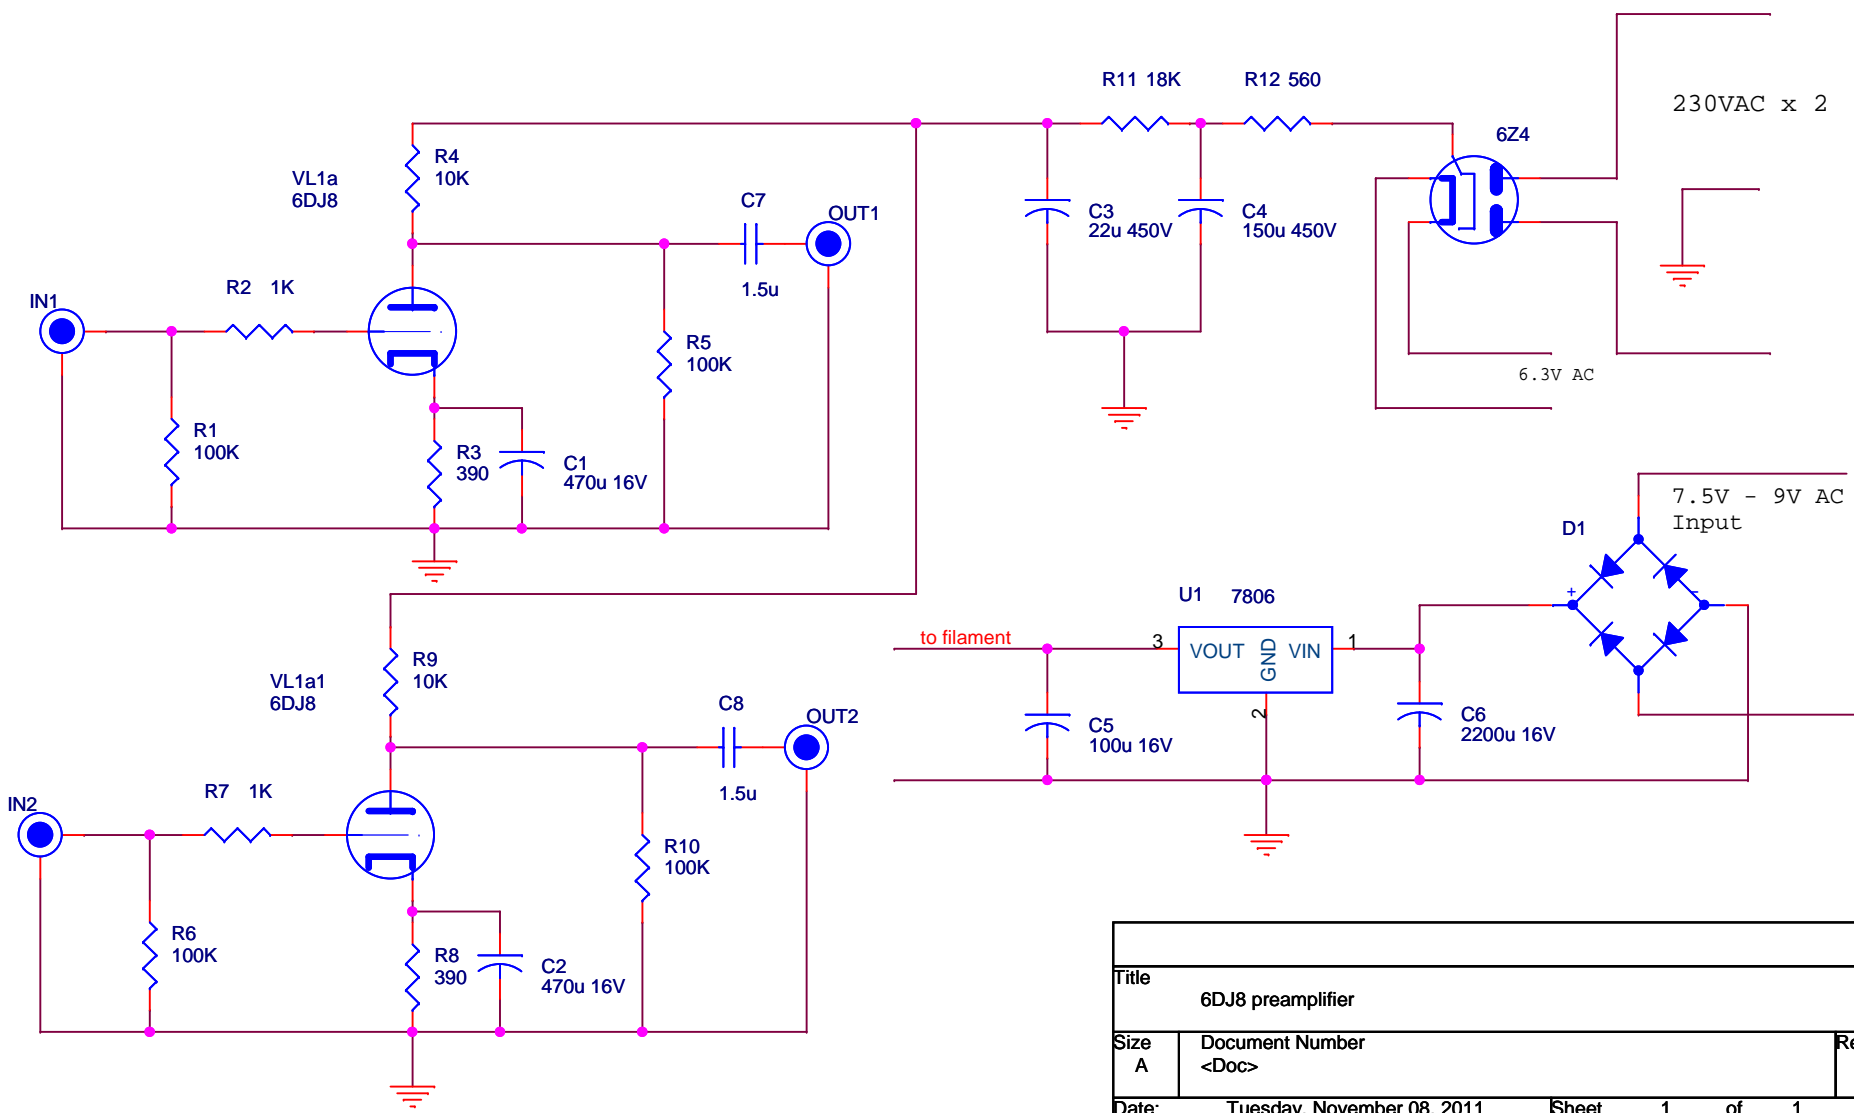 R11 18K
R12 560
230VAC x 2
6Z4
R4
10K
VL1a
6DJ8
C7
OUT1
C3
22u 450V
C4
150u 450V
R2 1K
1.5u
IN1
R5
100K
6.3V AC
R1
100K
R3
390
C1
470u 16V
7.5V - 9V AC
Input
D1
+
-
U1 7806
to filament
3
VOUT
GND
VIN
1
2
R9
10K
VL1a1
6DJ8
C8
OUT2
C5
100u 16V
C6
2200u 16V
R7 1K
1.5u
IN2
R10
100K
R6
100K
R8
390
C2
470u 16V
Title
6DJ8 preamplifier
Size
A
Document Number
<Doc>
Date:
Tuesday, November 08, 2011
Sheet 1 of 1